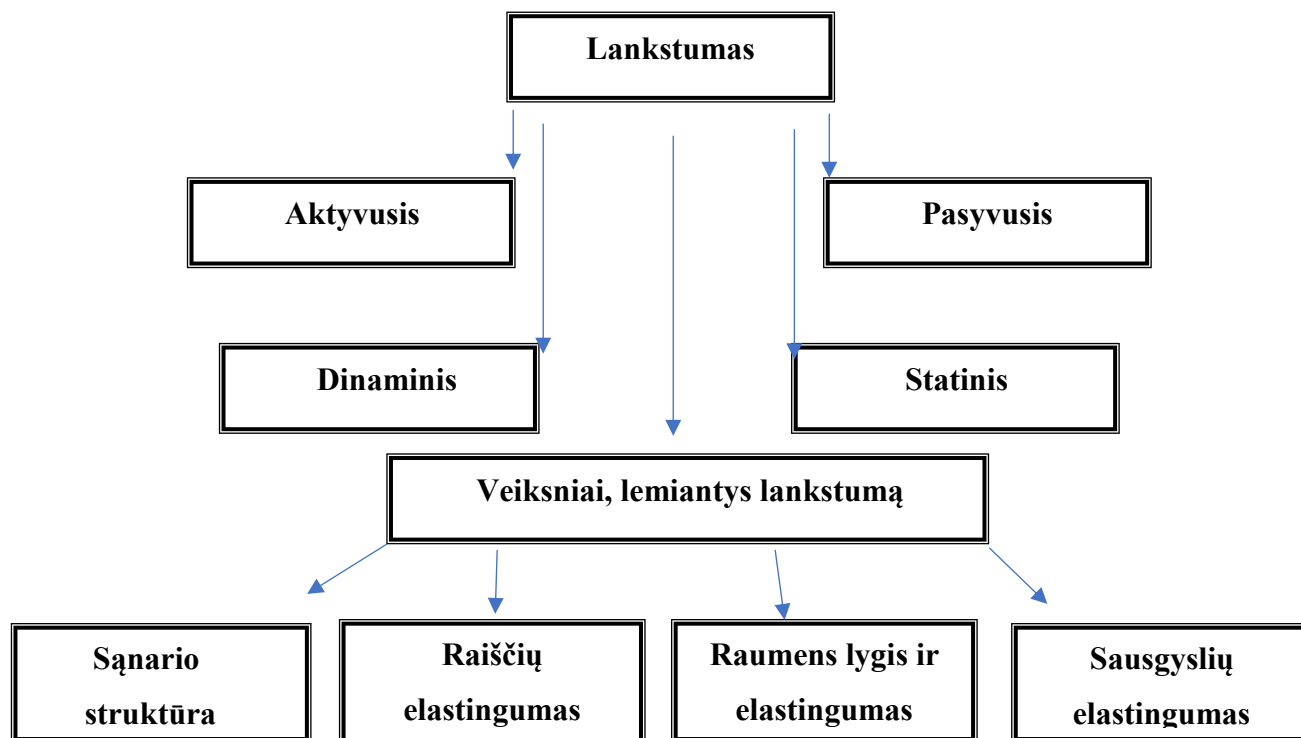 Lankstumas
Aktyvusis
Pasyvusis
Dinaminis
Statinis
Veiksniai, lemiantys lankstumą
Sąnario
struktūra
Raiščių
elastingumas
Raumens lygis ir
elastingumas
Sausgyslių
elastingumas